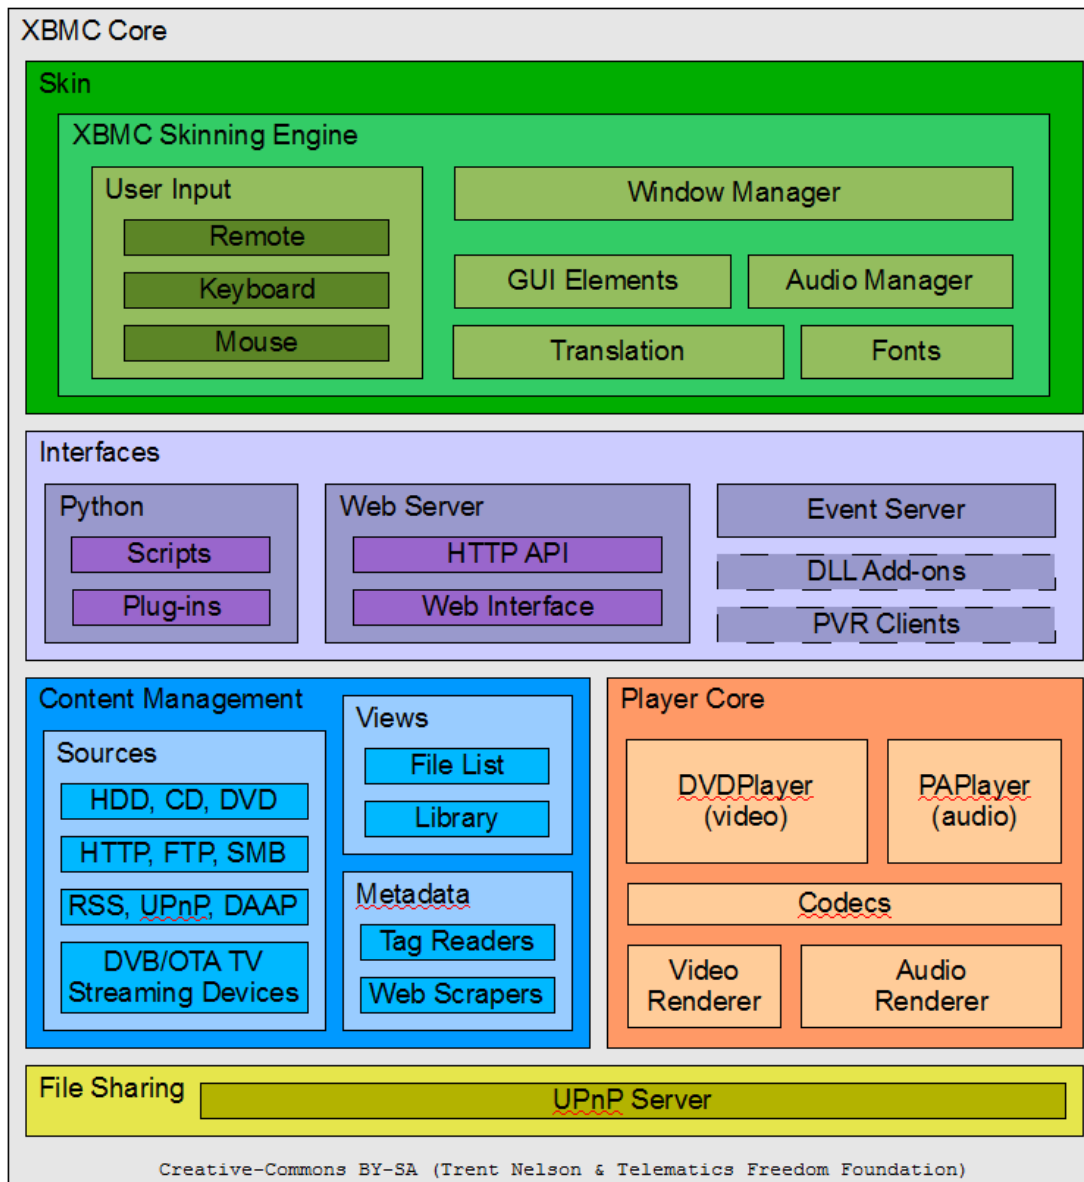 XBMC Core
Skin
XBMC Skinning Engine
User Input
Remote
Keyboard
Mouse
Window Manager
GUI Elements
Audio Manager
Translation
Fonts
Interfaces
Python
Scripts
Plug-ins
Web Server
HTTP API
Web Interface
Event Server
DLL Add-ons
PVR Clients
Content Management
Sources
HDD, CD, DVD
HTTP, FTP, SMB
RSS, UPnP, DAAP
DVB/OTA TV
Streaming Devices
Views
File List
Library
Metadata
Tag Readers
Web Scrapers
Player Core
DVDPlayer
(video)
PAPlayer
(audio)
Codecs
Video
Renderer
Audio
Renderer
File Sharing
UPnP Server
Creative-Commons BY-SA (Trent Nelson & Telematics Freedom Foundation)